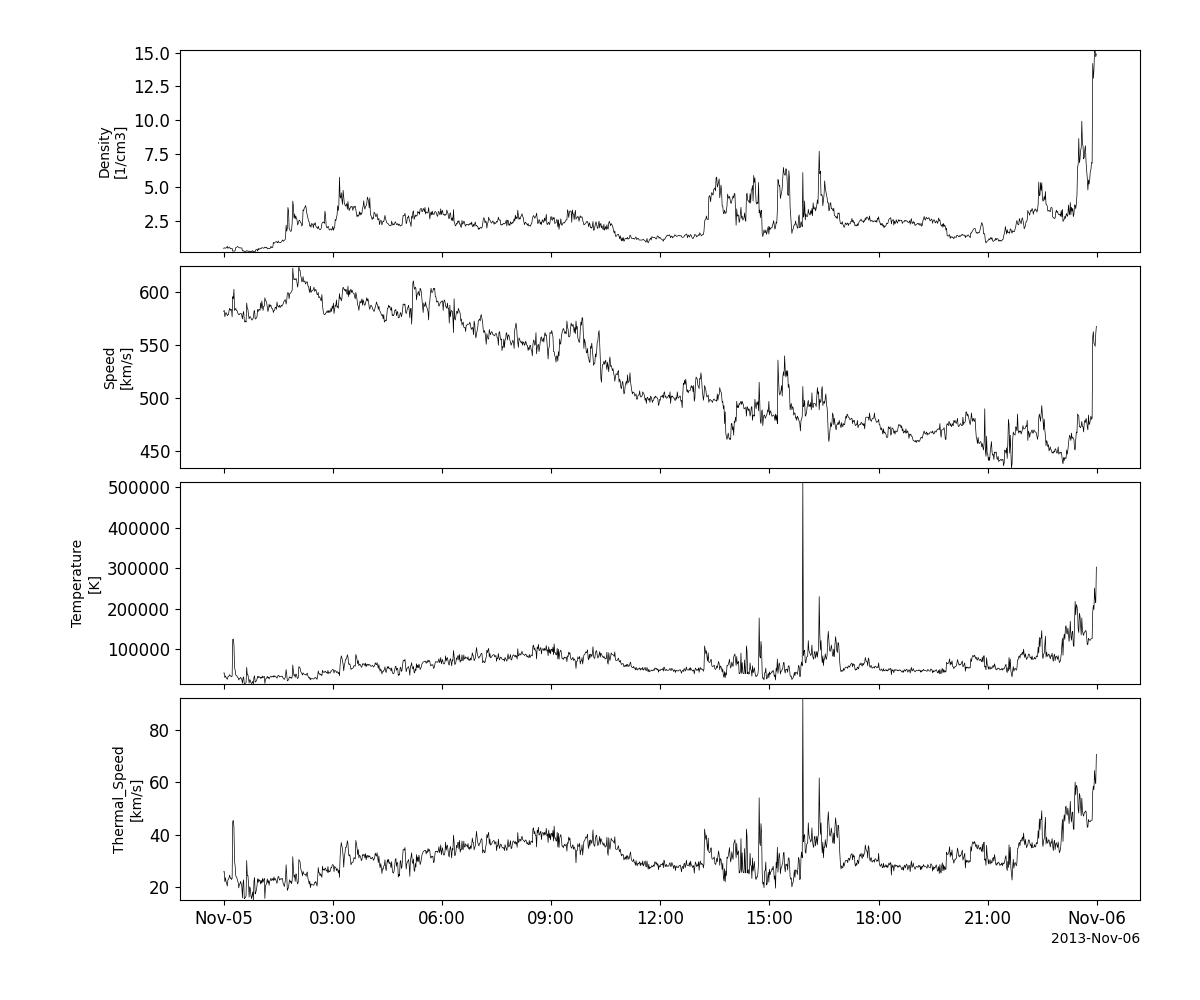 15.0
12.5
10.0
7.5
5.0
2.5
Density
[1/cm3]
600
550
500
450
Speed
[km/s]
500000
400000
300000
200000
100000
Temperature
[K]
80
60
40
20
Thermal_Speed
[km/s]
Nov-05 03:00 06:00 09:00 12:00 15:00 18:00 21:00 Nov-06
2013-Nov-06